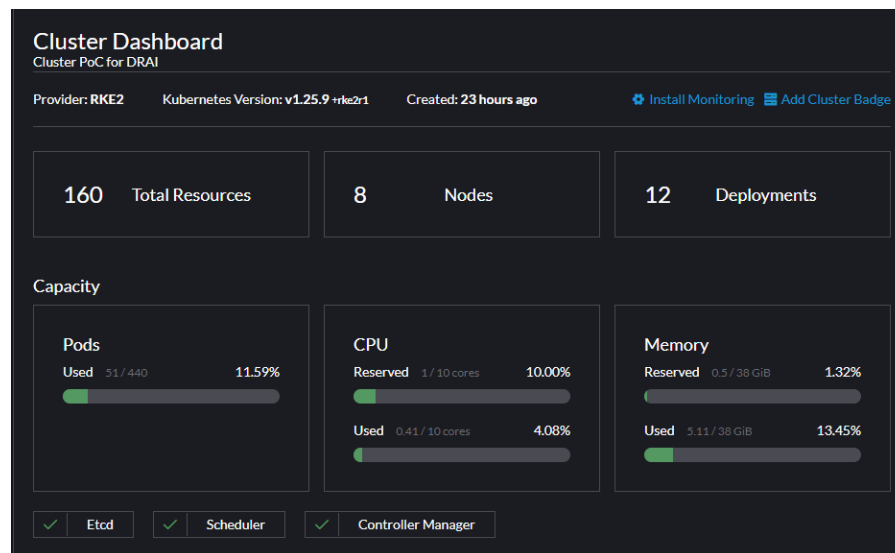 Cluster Dashboard
Cluster PoC for DRAI
Provider: RKE2 Kubernetes Version: v1.25.9 +rke2r1 Created: 23 hours ago Install Monitoring Add Cluster Badge
160 Total Resources 8 Nodes 12 Deployments
Capacity
Pods
Used 51 / 440 11.59%
CPU
Reserved 1 / 10 cores 10.00%
Used 0.41 / 10 cores 4.08%
Memory
Reserved 0.5 / 38 GiB 1.32%
Used 5.11 / 38 GiB 13.45%
Etcd Scheduler Controller Manager